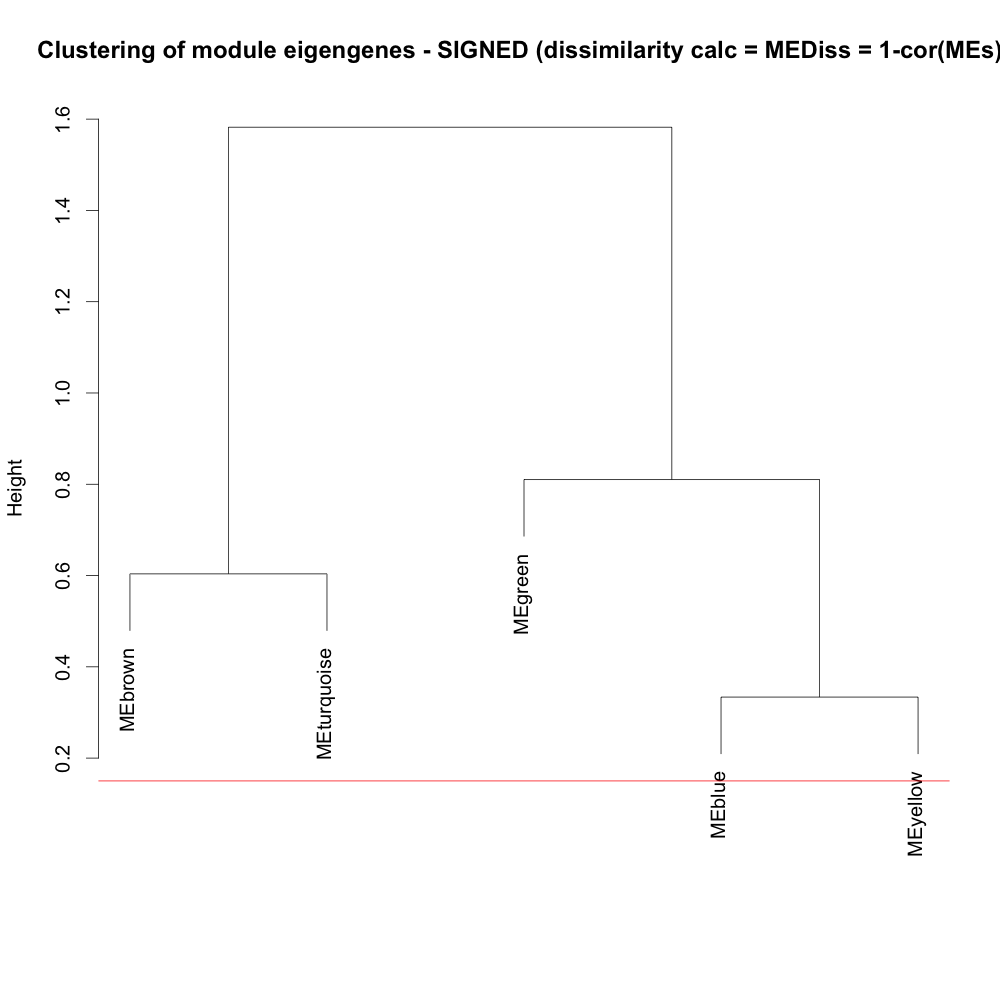 Clustering of module eigengenes - SIGNED (dissimilarity calc = MEDiss = 1-cor(MEs)
Height
1.6
1.4
1.2
1.0
0.8
0.6
0.4
0.2
MEbrown
MEturquoise
MEgreen
MEblue
MEyellow